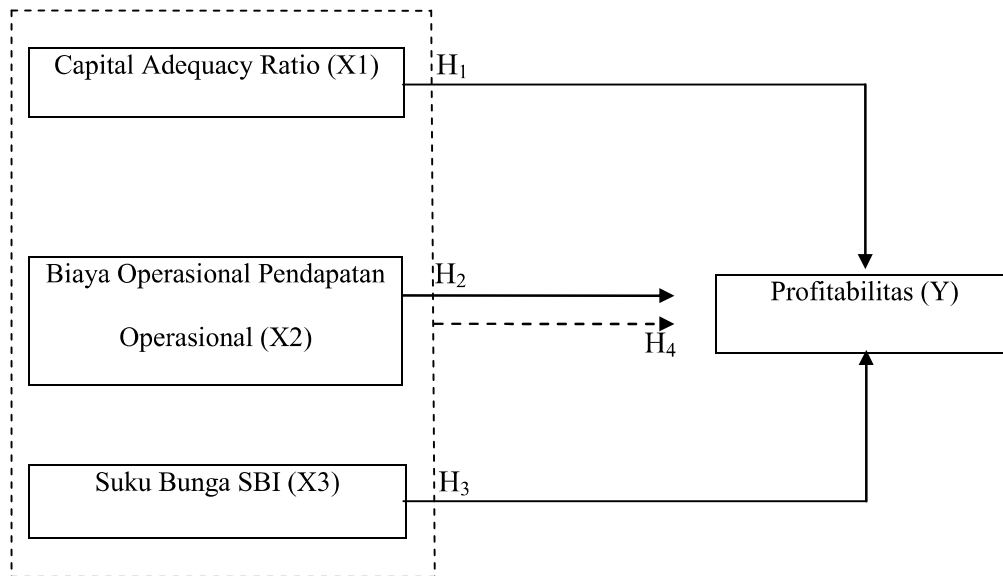 Capital Adequacy Ratio (X1)
H₁
Biaya Operasional Pendapatan
Operasional (X2)
H₂
H₄
Profitabilitas (Y)
Suku Bunga SBI (X3)
H₃